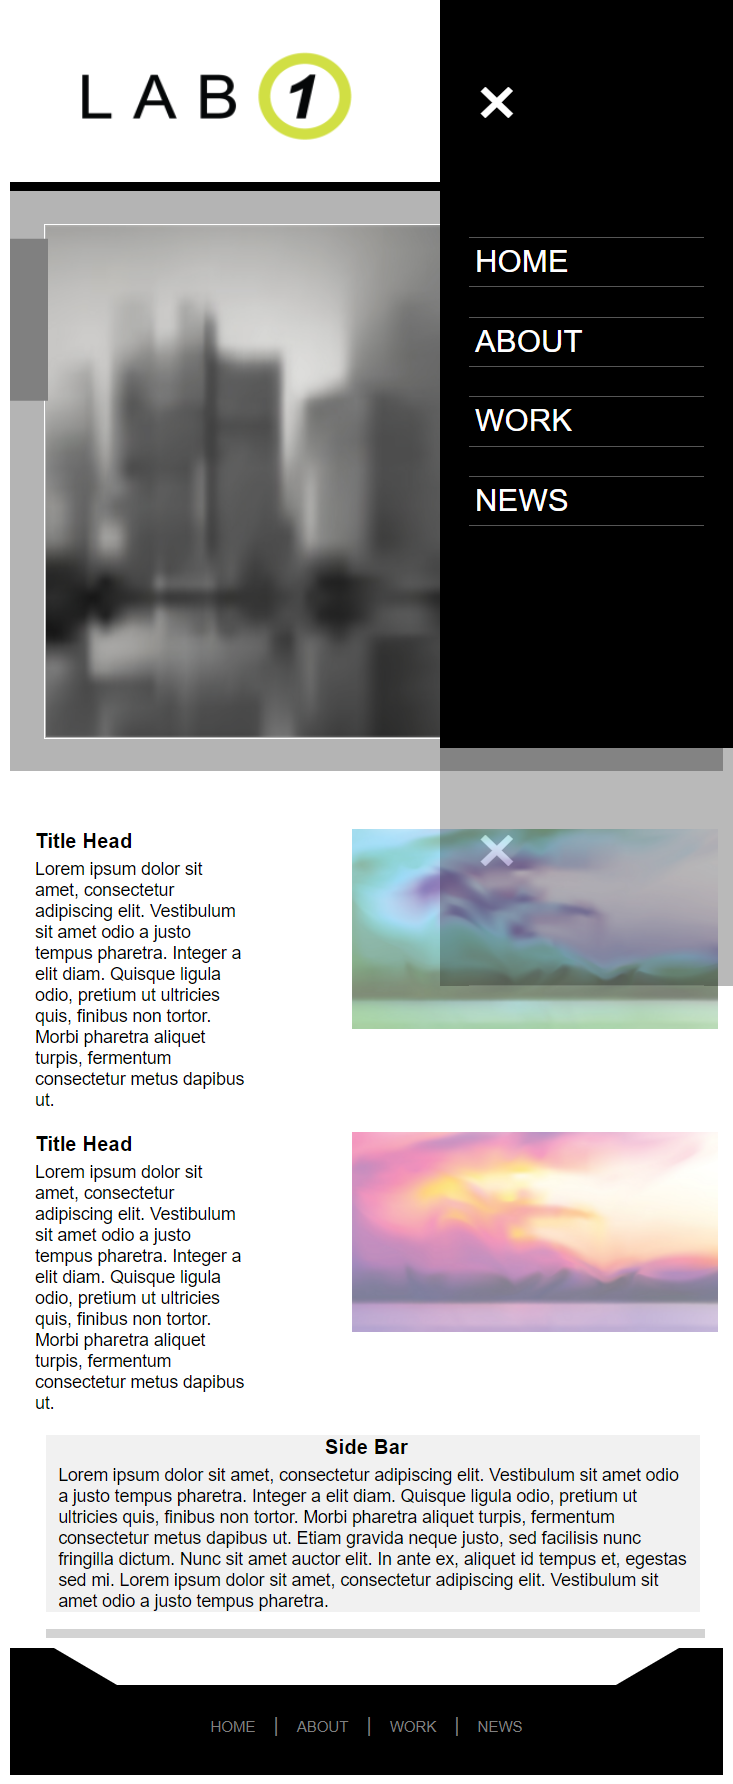 LAB 1
HOME
ABOUT
WORK
NEWS
Title Head
Lorem ipsum dolor sit
amet, consectetur
adipiscing elit. Vestibulum
sit amet odio a justo
tempus pharetra. Integer a
elit diam. Quisque ligula
odio, pretium ut ultricies
quis, finibus non tortor.
Morbi pharetra aliquet
turpis, fermentum
consectetur metus dapibus
ut.
Title Head
Lorem ipsum dolor sit
amet, consectetur
adipiscing elit. Vestibulum
sit amet odio a justo
tempus pharetra. Integer a
elit diam. Quisque ligula
odio, pretium ut ultricies
quis, finibus non tortor.
Morbi pharetra aliquet
turpis, fermentum
consectetur metus dapibus
ut.
Side Bar
Lorem ipsum dolor sit amet, consectetur adipiscing elit. Vestibulum sit amet odio
a justo tempus pharetra. Integer a elit diam. Quisque ligula odio, pretium ut
ultricies quis, finibus non tortor. Morbi pharetra aliquet turpis, fermentum
consectetur metus dapibus ut. Etiam gravida neque justo, sed facilisis nunc
fringilla dictum. Nunc sit amet auctor elit. In ante ex, aliquet id tempus et, egestas
sed mi. Lorem ipsum dolor sit amet, consectetur adipiscing elit. Vestibulum sit
amet odio a justo tempus pharetra.
HOME | ABOUT | WORK | NEWS